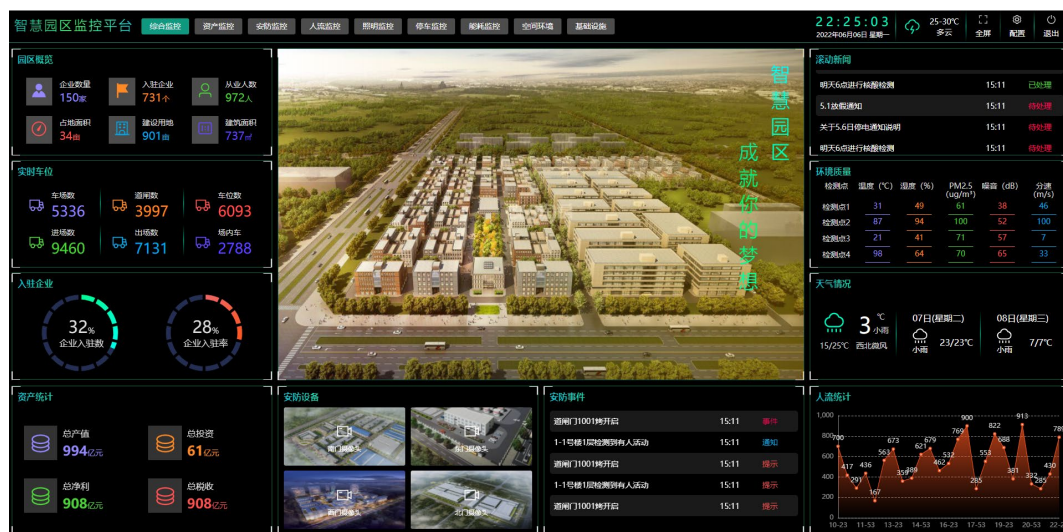 智慧园区监控平台 综合监控 资产监控 安防监控 人流监控 照明监控 停车监控 能耗监控 空间环境 基础设施
22:25:03
2022年06月06日 星期一
25-30℃
多云
全屏 配置 退出
园区概览
企业数量 入驻企业 从业人数
150家 731个 972人
占地面积 建设用地 建筑面积
34亩 901亩 737㎡
实时车位
车场数 道闸数 车位数
5336 3997 6093
进场数 出场数 场内车
9460 7131 2788
入驻企业
32% 28%
企业入驻数 企业入驻率
智慧园区
成就你的梦想
滚动新闻
明天6点进行核酸检测 15:11 已处理
5.1放假通知 15:11 待处理
关于5.6日停电通知说明 15:11 待处理
明天6点进行核酸检测 15:11 待处理
环境质量
检测点 温度（℃） 湿度（%） PM2.5 (ug/m³) 噪音（dB） 分速 (m/s)
检测点1 31 49 61 38 46
检测点2 87 94 100 52 100
检测点3 21 41 71 57 7
检测点4 98 64 70 65 33
天气情况
3℃ 小雨
15/25℃ 西北微风
07日(星期二) 08日(星期三)
小雨 23/23℃ 小雨 7/7℃
资产统计
总产值 总投资
994亿元 61亿元
总净利 总税收
908亿元 908亿元
安防设备
南门摄像头 东门摄像头
西门摄像头 北门摄像头
安防事件
道闸门1001烤开启 15:11 事件
1-1号楼1层检测到有人活动 15:11 通知
道闸门1001烤开启 15:11 提示
1-1号楼1层检测到有人活动 15:11 提示
道闸门1001烤开启 15:11 提示
人流统计
1,000
800
600
400
200
0
700 417 291 436 167 563 673 359 389 621 679 462 532 769 900 285 553 822 688 381 913 332 285 430 789
10-23 11-53 13-23 14-53 16-23 17-53 19-23 20-53